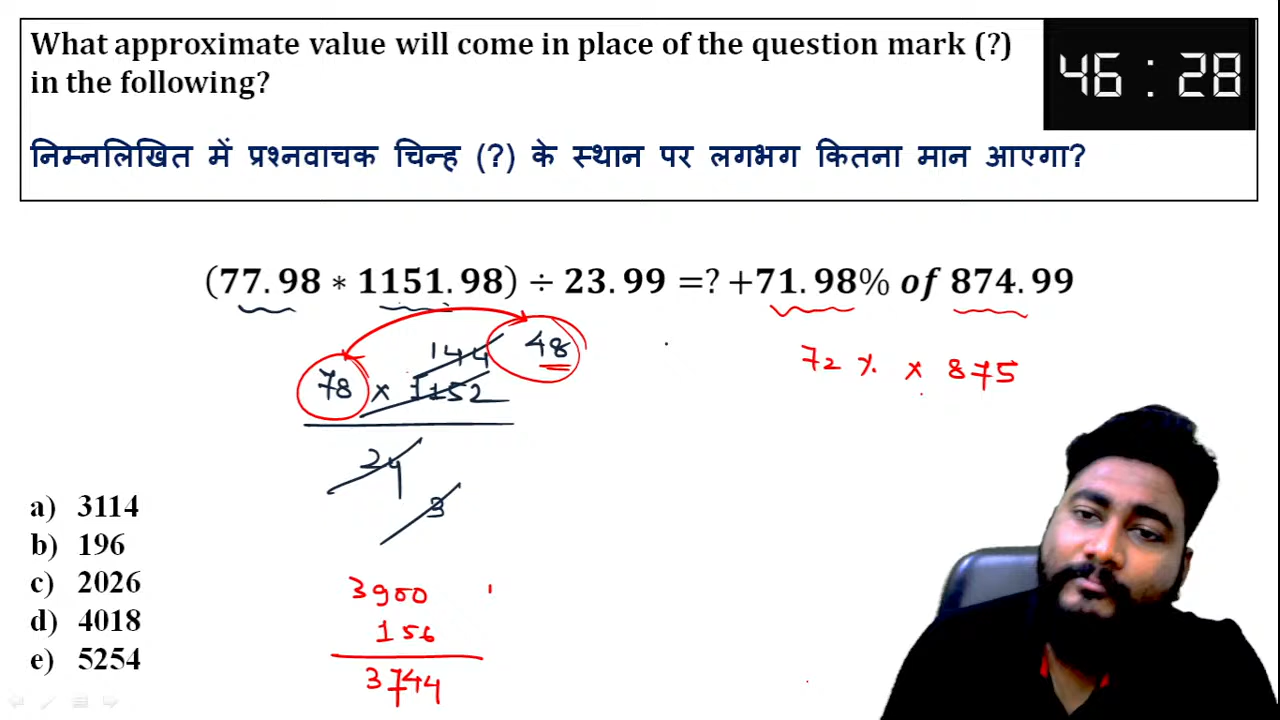 What approximate value will come in place of the question mark (?)
in the following?
46:28
निम्नलिखित में प्रश्नवाचक चिन्ह (?) के स्थान पर लगभग कितना मान आएगा?
(77.98 * 1151.98) ÷ 23.99 =? +71.98% of 874.99
144 48
78 × 1152
24
3
72 % × 875
a) 3114
b) 196
c) 2026
d) 4018
e) 5254
3900
156
3744